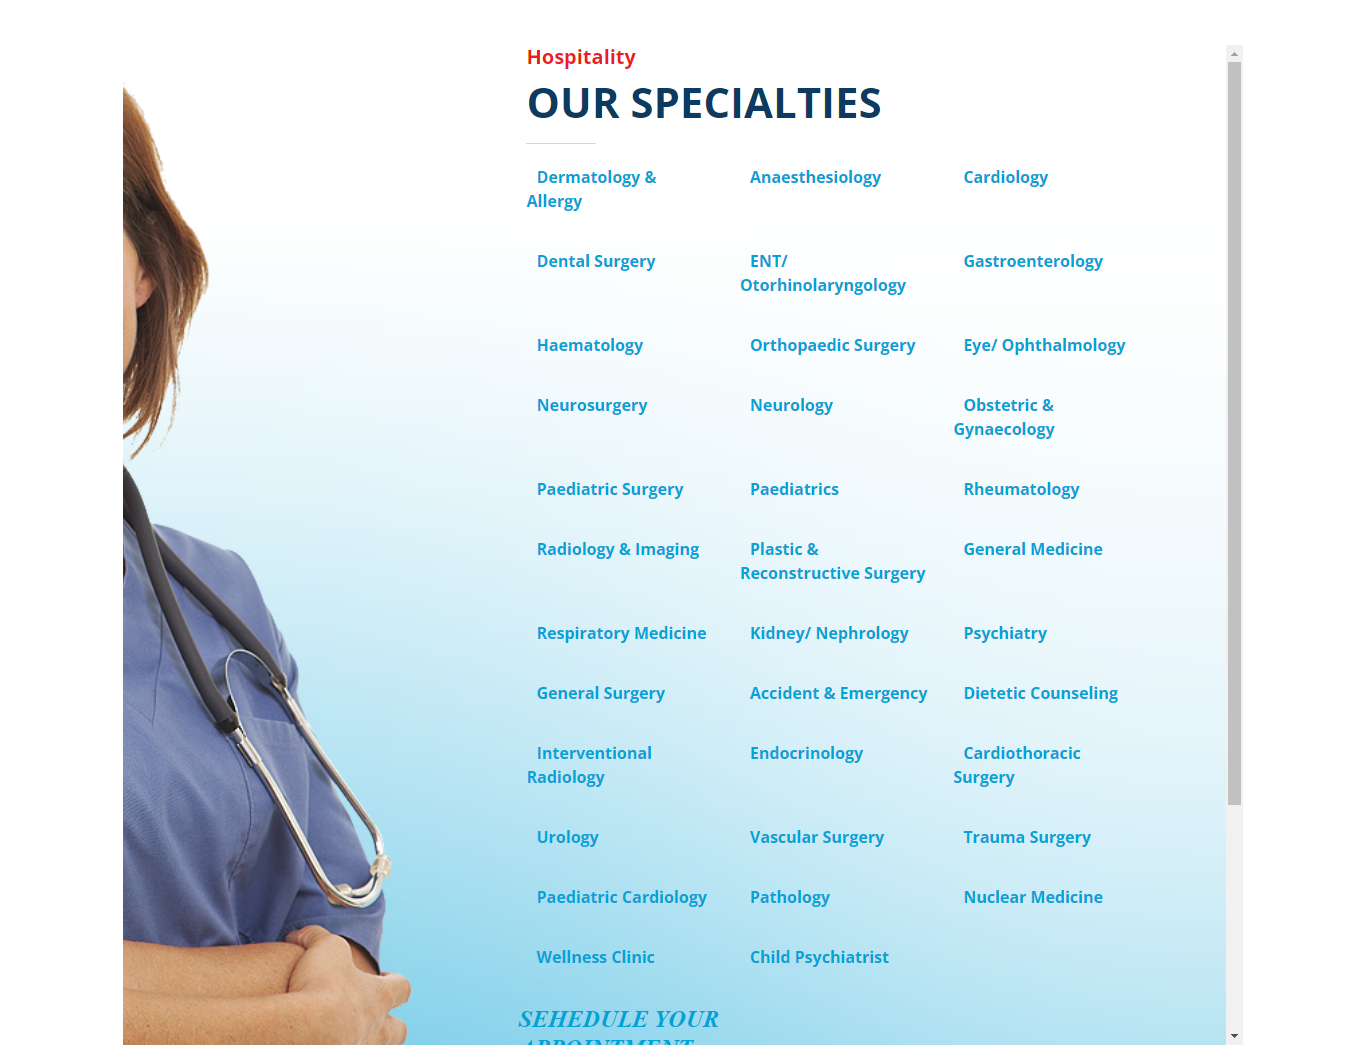 Hospitality
OUR SPECIALTIES
Dermatology &
Allergy
Anaesthesiology
Cardiology
Dental Surgery
ENT/
Otorhinolaryngology
Gastroenterology
Haematology
Orthopaedic Surgery
Eye/ Ophthalmology
Neurosurgery
Neurology
Obstetric &
Gynaecology
Paediatric Surgery
Paediatrics
Rheumatology
Radiology & Imaging
Plastic &
Reconstructive Surgery
General Medicine
Respiratory Medicine
Kidney/ Nephrology
Psychiatry
General Surgery
Accident & Emergency
Dietetic Counseling
Interventional
Radiology
Endocrinology
Cardiothoracic
Surgery
Urology
Vascular Surgery
Trauma Surgery
Paediatric Cardiology
Pathology
Nuclear Medicine
Wellness Clinic
Child Psychiatrist
SEHEDULE YOUR
APPOINTMENT